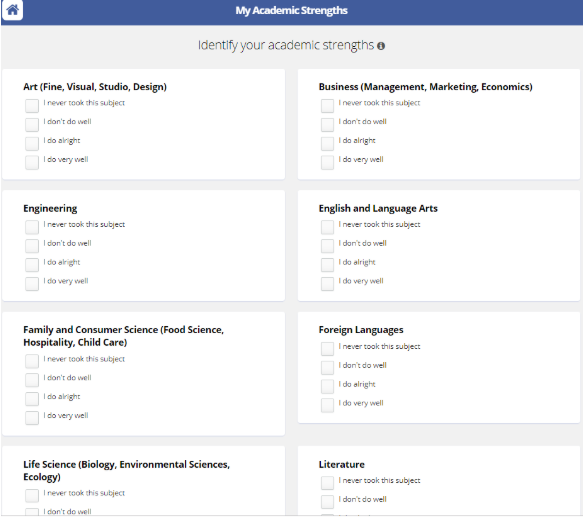 My Academic Strengths
Identify your academic strengths
Art (Fine, Visual, Studio, Design)
I never took this subject
I don't do well
I do alright
I do very well
Business (Management, Marketing, Economics)
I never took this subject
I don't do well
I do alright
I do very well
Engineering
I never took this subject
I don't do well
I do alright
I do very well
English and Language Arts
I never took this subject
I don't do well
I do alright
I do very well
Family and Consumer Science (Food Science,
Hospitality, Child Care)
I never took this subject
I don't do well
I do alright
I do very well
Foreign Languages
I never took this subject
I don't do well
I do alright
I do very well
Life Science (Biology, Environmental Sciences,
Ecology)
I never took this subject
I don't do well
Literature
I never took this subject
I don't do well